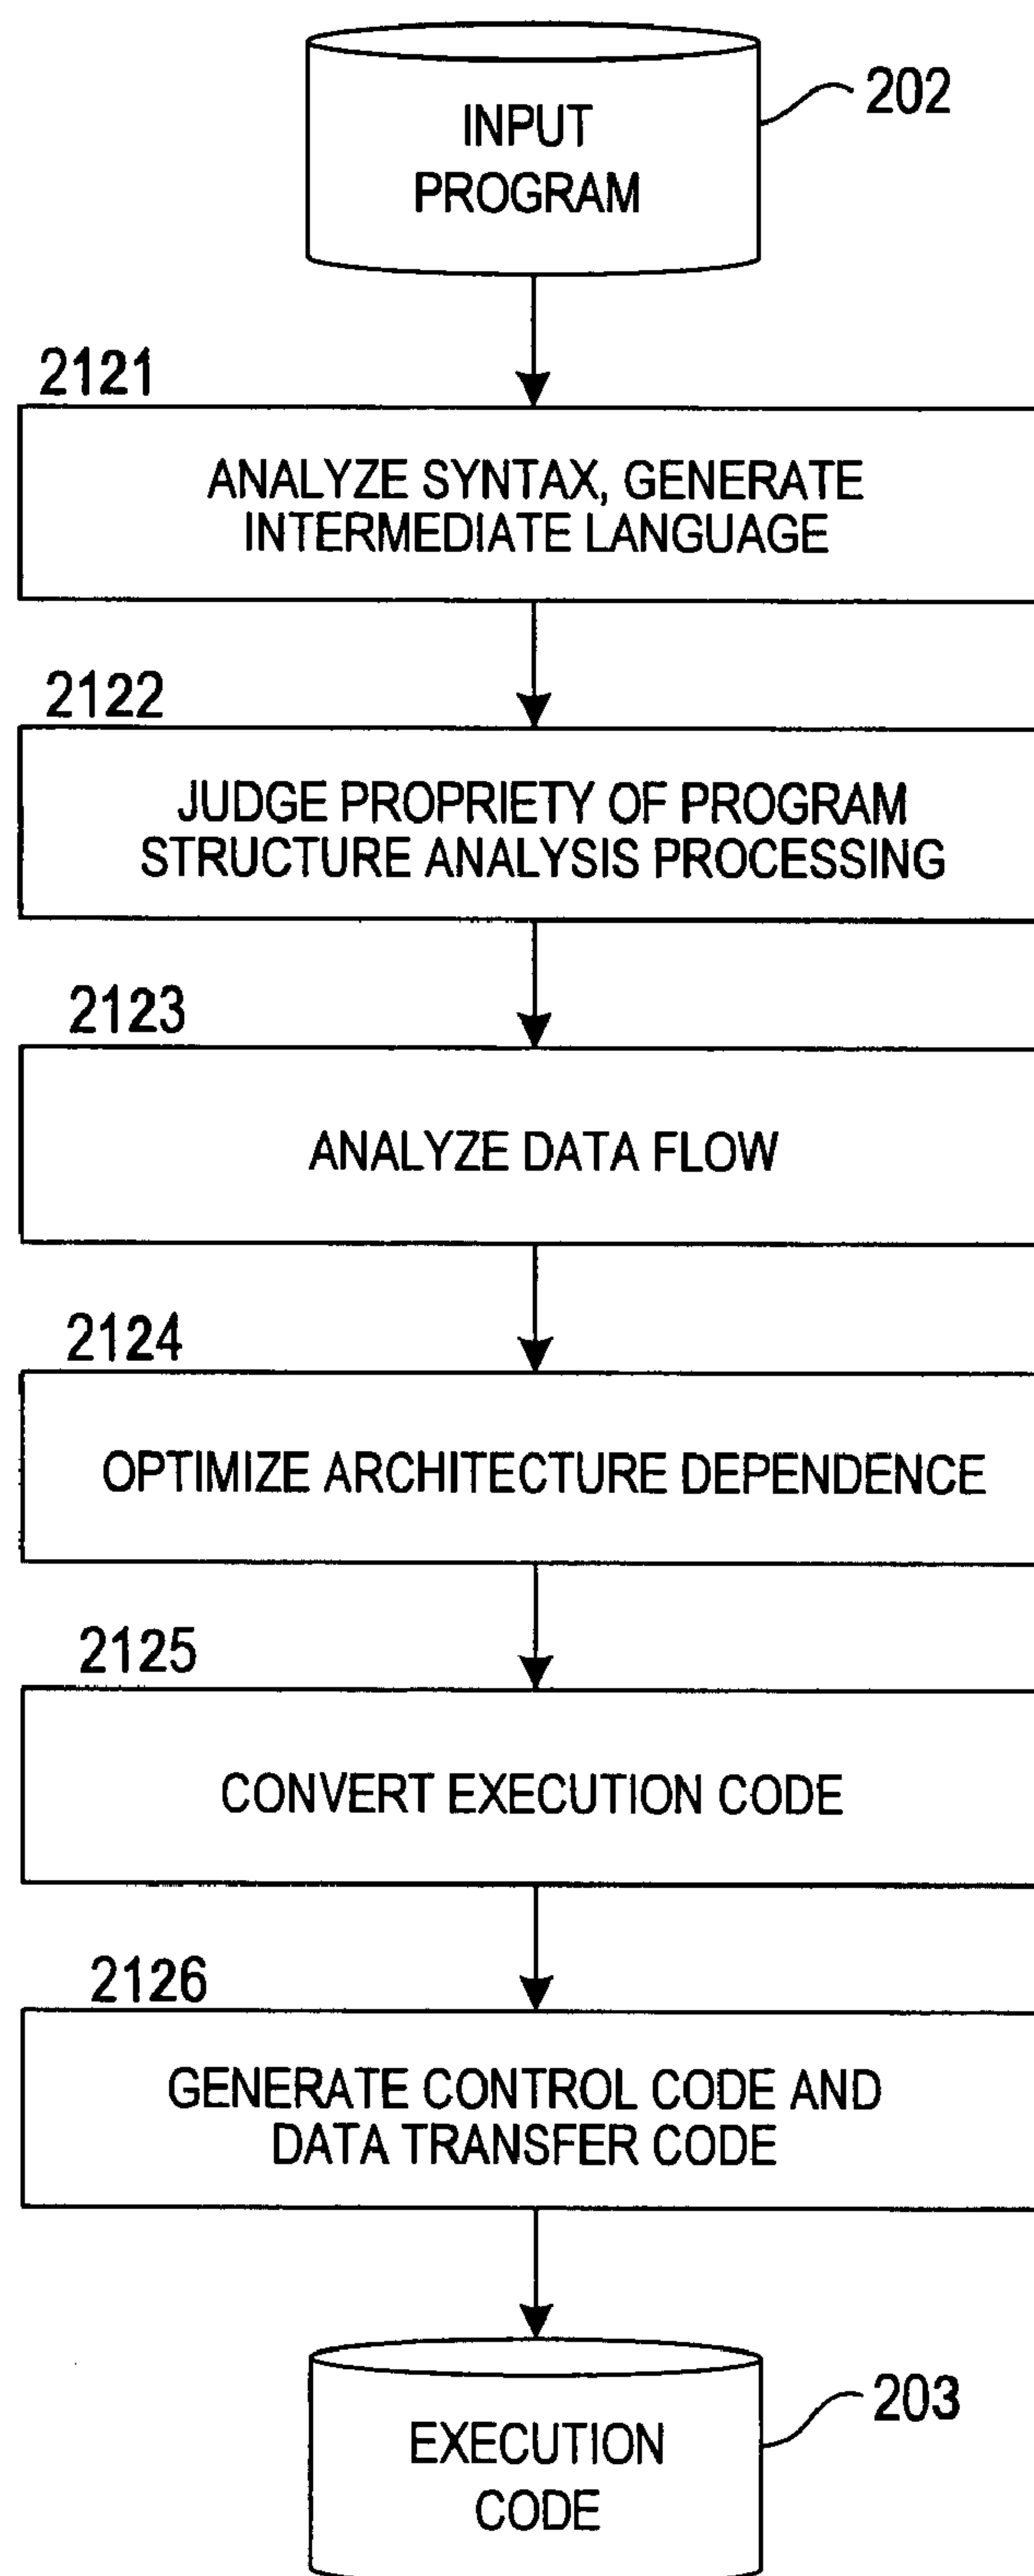 INPUT
PROGRAM
202
2121
ANALYZE SYNTAX, GENERATE
INTERMEDIATE LANGUAGE
2122
JUDGE PROPRIETY OF PROGRAM
STRUCTURE ANALYSIS PROCESSING
2123
ANALYZE DATA FLOW
2124
OPTIMIZE ARCHITECTURE DEPENDENCE
2125
CONVERT EXECUTION CODE
2126
GENERATE CONTROL CODE AND
DATA TRANSFER CODE
203
EXECUTION
CODE